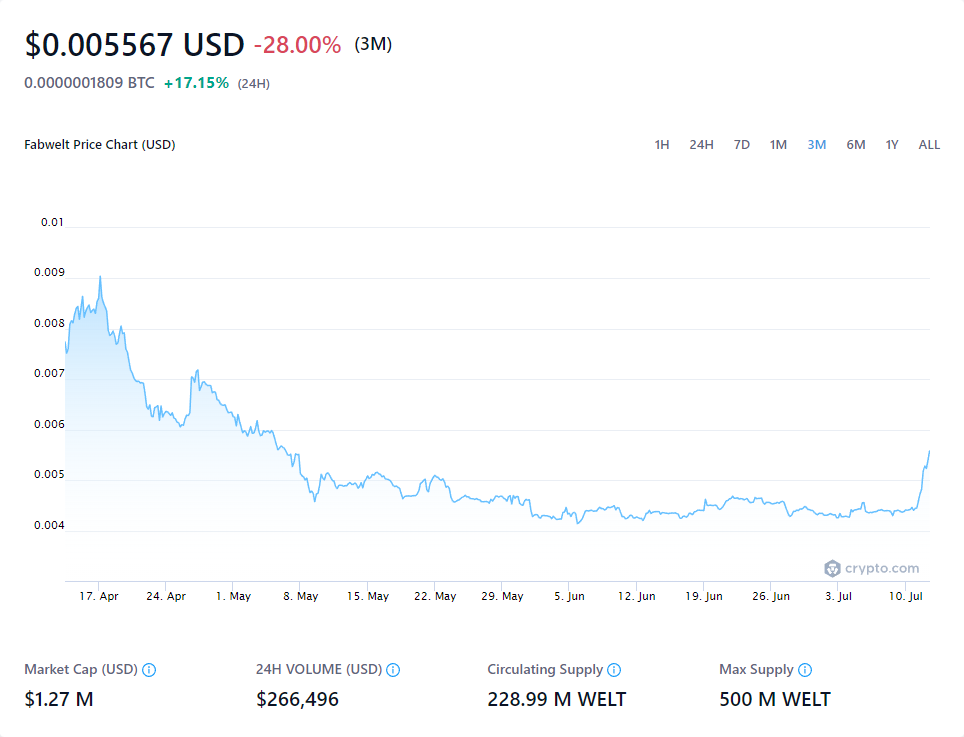 $0.005567 USD -28.00% (3M)
0.0000001809 BTC +17.15% (24H)
Fabwelt Price Chart (USD) 1H 24H 7D 1M 3M 6M 1Y ALL
0.01
0.009
0.008
0.007
0.006
0.005
0.004
crypto.com
17. Apr 24. Apr 1. May 8. May 15. May 22. May 29. May 5. Jun 12. Jun 19. Jun 26. Jun 3. Jul 10. Jul
Market Cap (USD) 24H VOLUME (USD) Circulating Supply Max Supply
$1.27 M $266,496 228.99 M WELT 500 M WELT